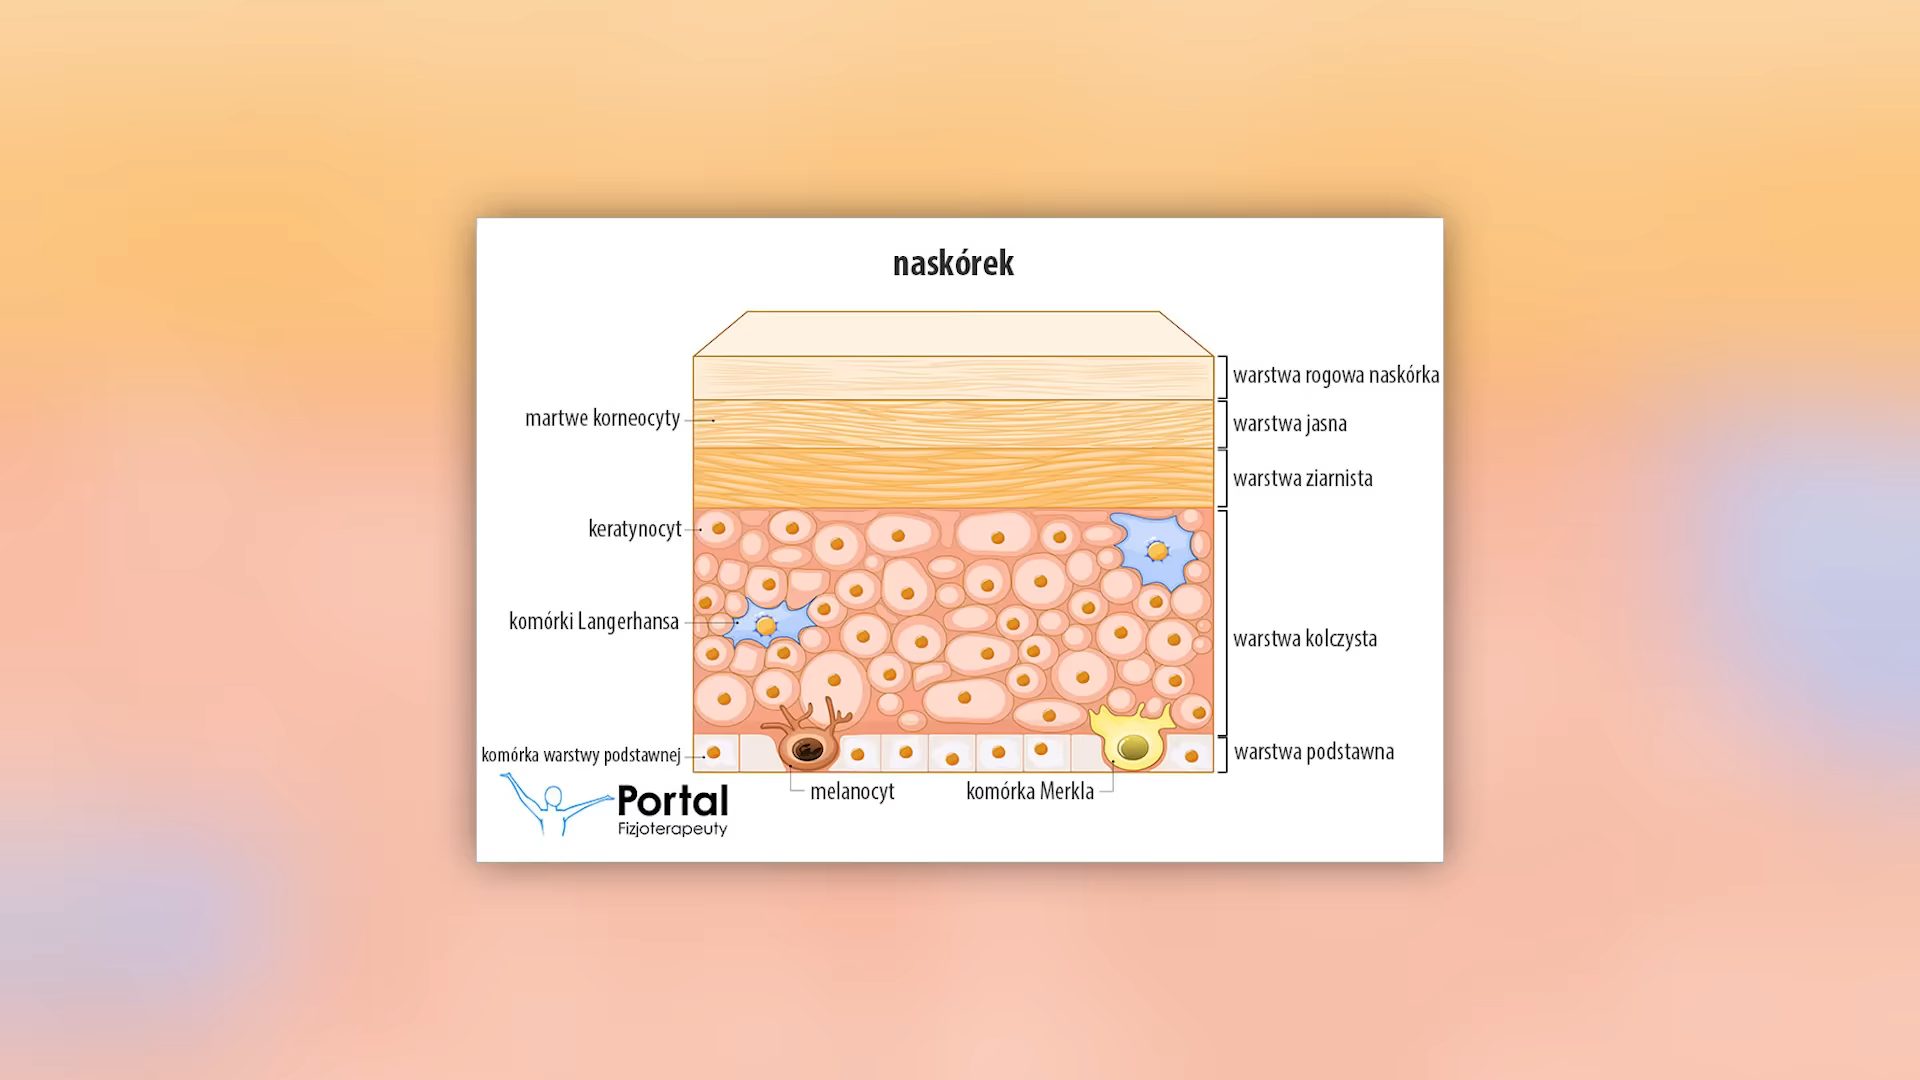 naskórek
warstwa rogowa naskórka
martwe korneocyty
warstwa jasna
warstwa ziarnista
keratynocyt
komórki Langerhansa
warstwa kolczysta
komórka warstwy podstawnej
warstwa podstawna
melanocyt
komórka Merkla
Portal
Fizjoterapeuty